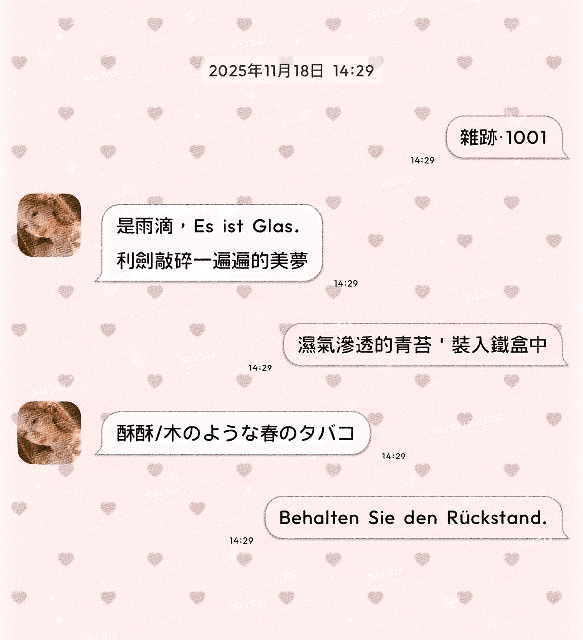 2025年11月18日 14:29
雜跡·1001
14:29
是雨滴，Es ist Glas.
利劍敲碎一遍遍的美夢
14:29
濕氣滲透的青苔＇裝入鐵盒中
14:29
酥酥/木のような春のタバコ
14:29
Behalten Sie den Rückstand.
14:29